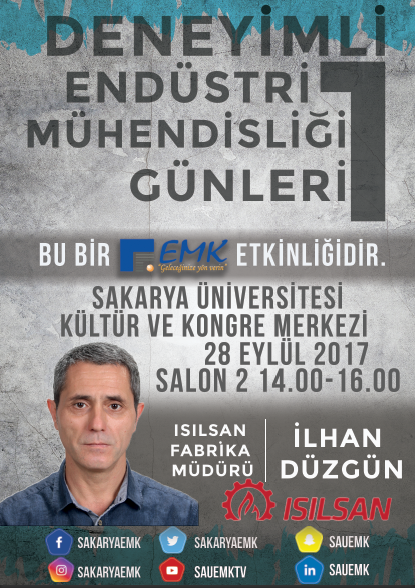 DENEYİMLİ
ENDÜSTRİ 1
MÜHENDİSLİĞİ
GÜNLERİ
BU BİR EMK ETKİNLİĞİDİR.
"Geleceğinize yön verin"
SAKARYA ÜNİVERSİTESİ
KÜLTÜR VE KONGRE MERKEZİ
28 EYLÜL 2017
SALON 2 14.00-16.00
ISILSAN
FABRİKA
MÜDÜRÜ
İLHAN
DÜZGÜN
ISILSAN
SAKARYAEMK SAKARYAEMK SAUEMK
SAKARYAEMK SAUEMKTV SAUEMK